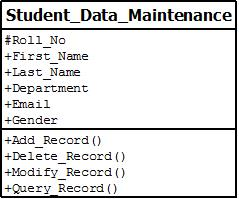 Student_Data_Maintenance
#Roll_No
+First_Name
+Last_Name
+Department
+Email
+Gender
+Add_Record()
+Delete_Record()
+Modify_Record()
+Query_Record()